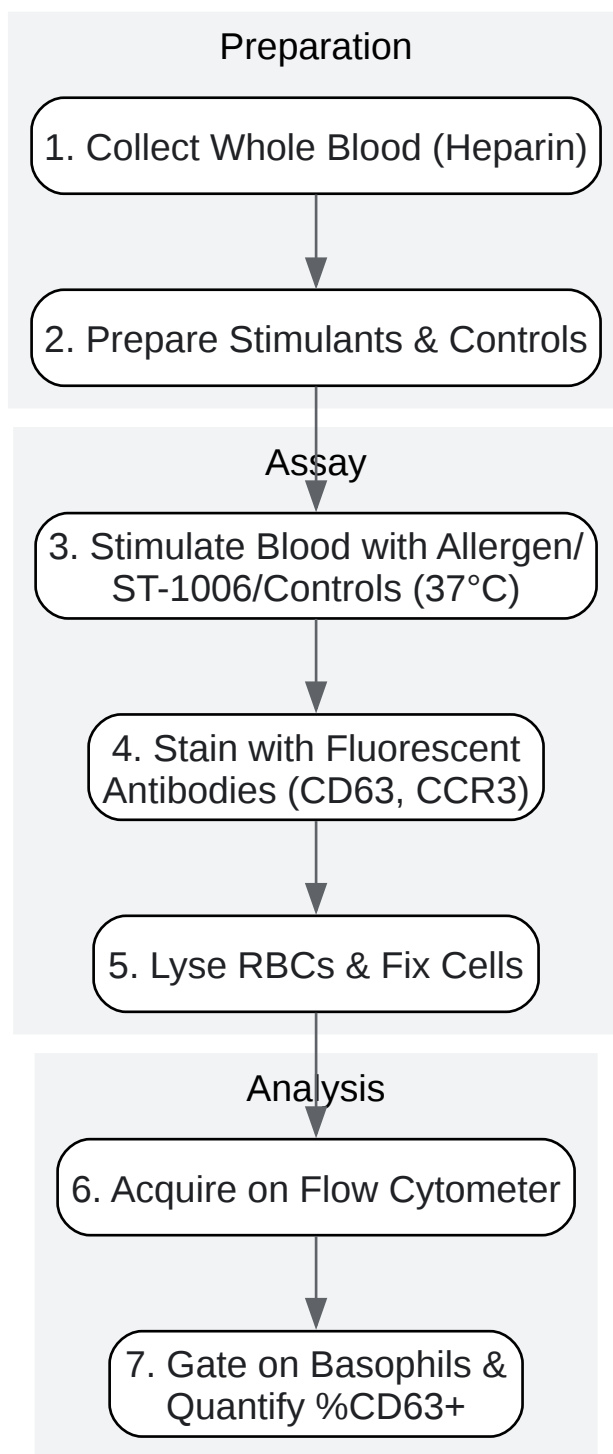 Preparation
1. Collect Whole Blood (Heparin)
2. Prepare Stimulants & Controls
Assay
3. Stimulate Blood with Allergen/
ST-1006/Controls (37°C)
4. Stain with Fluorescent
Antibodies (CD63, CCR3)
5. Lyse RBCs & Fix Cells
Analysis
6. Acquire on Flow Cytometer
7. Gate on Basophils &
Quantify %CD63+